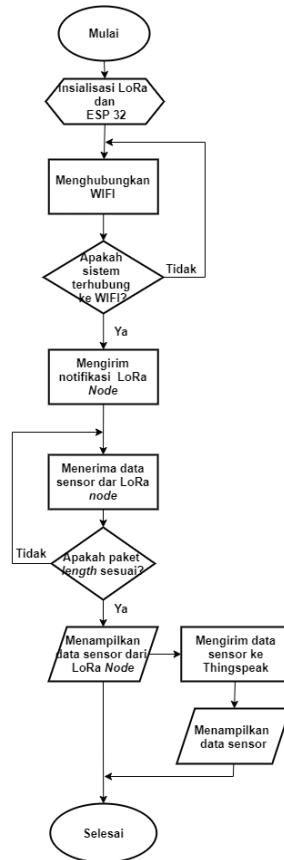 Mulai
Insialisasi LoRa
dan
ESP 32
Menghubungkan
WIFI
Apakah
sistem
terhubung
ke WIFI?
Tidak
Ya
Mengirim
notifikasi LoRa
Node
Menerima data
sensor dar LoRa
node
Tidak
Apakah paket
length sesuai?
Ya
Menampilkan
data sensor dari
LoRa Node
Mengirim data
sensor ke
Thingspeak
Menampilkan
data sensor
Selesai